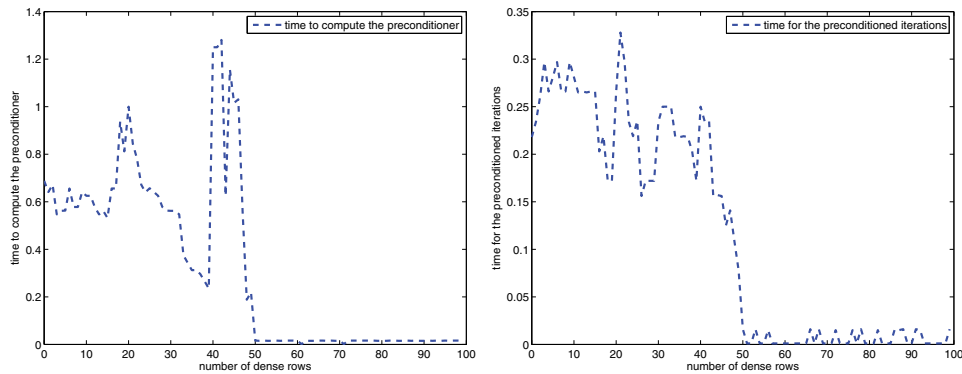 1.4
1.2
1
0.8
0.6
0.4
0.2
0
time to compute the preconditioner
time to compute the preconditioner
0 10 20 30 40 50 60 70 80 90 100
number of dense rows
0.35
0.3
0.25
0.2
0.15
0.1
0.05
0
time for the preconditioned iterations
time for the preconditioned iterations
0 10 20 30 40 50 60 70 80 90 100
number of dense rows